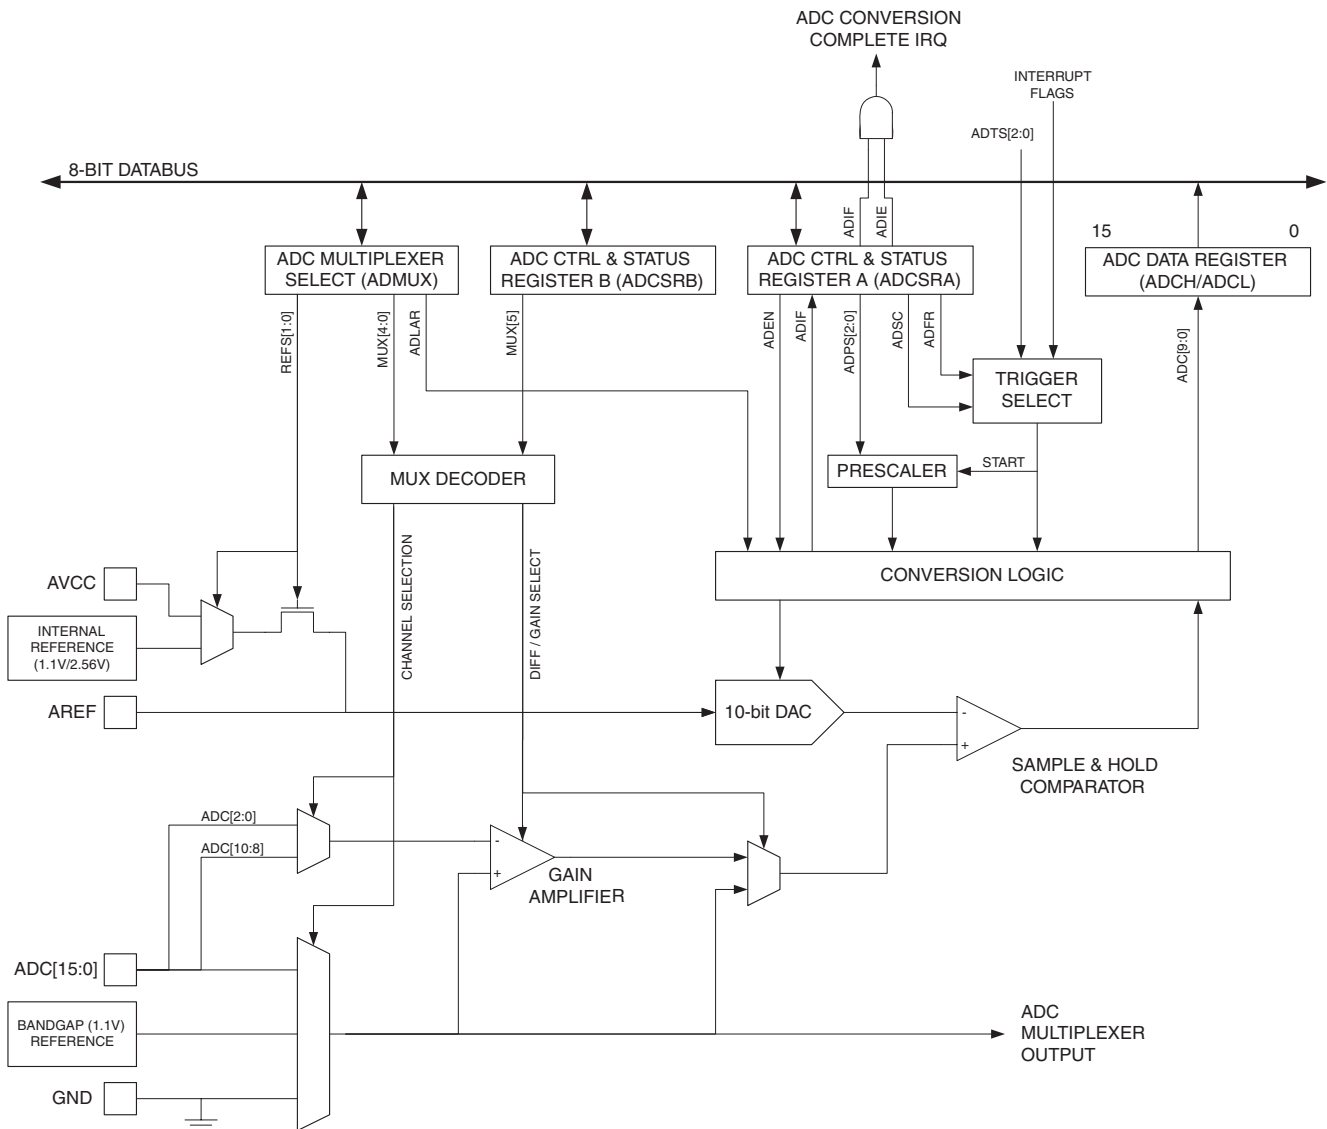 ADC CONVERSION
COMPLETE IRQ
INTERRUPT
FLAGS
ADTS[2:0]
8-BIT DATABUS
ADIF
ADIE
15
0
ADC MULTIPLEXER
SELECT (ADMUX)
ADC CTRL & STATUS
REGISTER B (ADCSRB)
ADC CTRL & STATUS
REGISTER A (ADCSRA)
ADC DATA REGISTER
(ADCH/ADCL)
REFS[1:0]
MUX[4:0]
ADLAR
MUX[5]
ADEN
ADIF
ADPS[2:0]
ADSC
ADFR
ADC[9:0]
TRIGGER
SELECT
MUX DECODER
PRESCALER
START
CHANNEL SELECTION
DIFF / GAIN SELECT
CONVERSION LOGIC
AVCC
INTERNAL
REFERENCE
(1.1V/2.56V)
AREF
10-bit DAC
-
+
SAMPLE & HOLD
COMPARATOR
ADC[2:0]
ADC[10:8]
-
+
GAIN
AMPLIFIER
ADC[15:0]
BANDGAP (1.1V)
REFERENCE
ADC
MULTIPLEXER
OUTPUT
GND